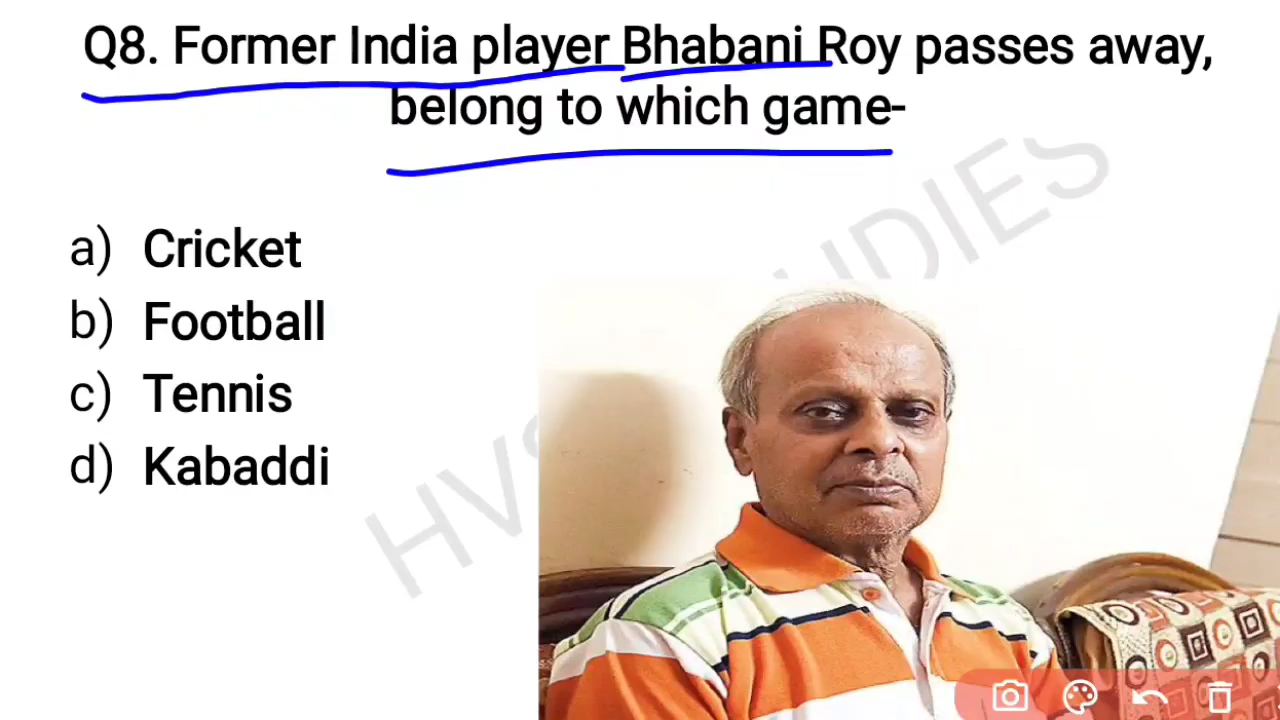 Q8. Former India player Bhabani Roy passes away,
belong to which game-
a) Cricket
b) Football
c) Tennis
d) Kabaddi